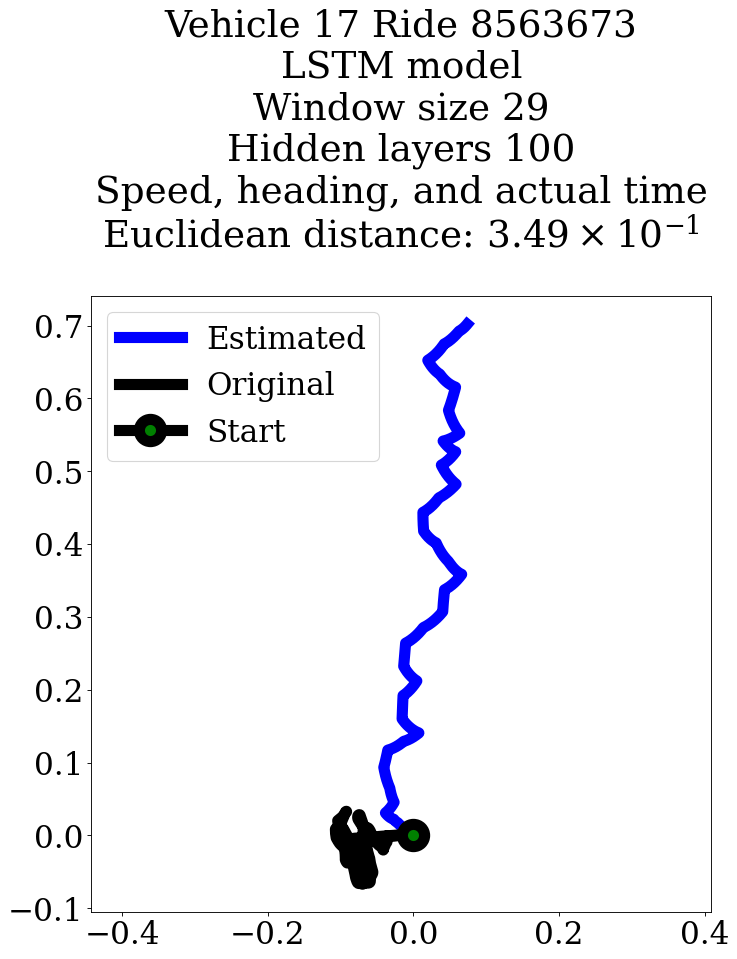 Vehicle 17 Ride 8563673
LSTM model
Window size 29
Hidden layers 100
Speed, heading, and actual time
Euclidean distance: 3.49 × 10⁻¹
Estimated
Original
Start
0.7
0.6
0.5
0.4
0.3
0.2
0.1
0.0
−0.1
−0.4 −0.2 0.0 0.2 0.4